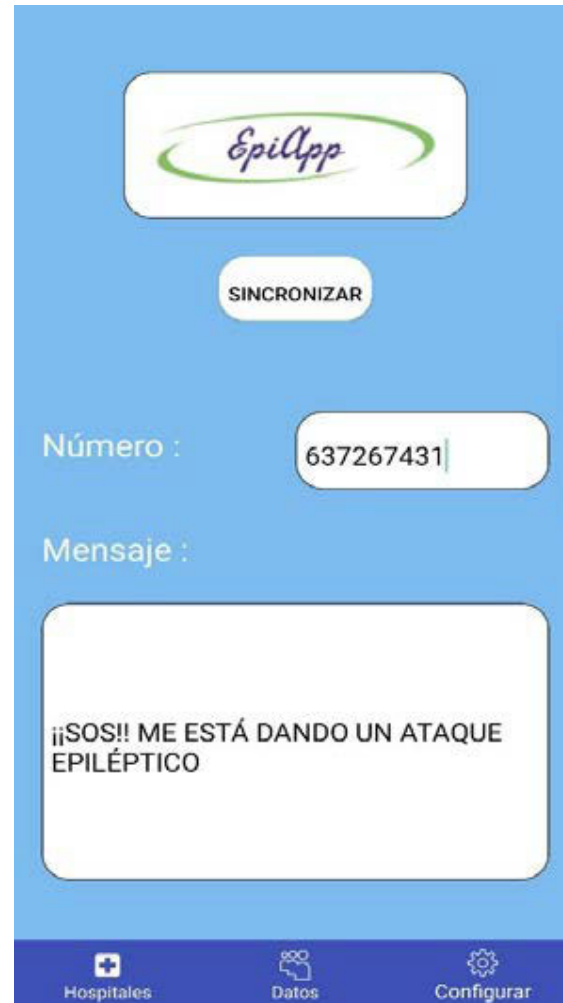 EpiApp
SINCRONIZAR
Número :
637267431
Mensaje :
¡¡SOS!! ME ESTÁ DANDO UN ATAQUE
EPILÉPTICO
Hospitales
Datos
Configurar